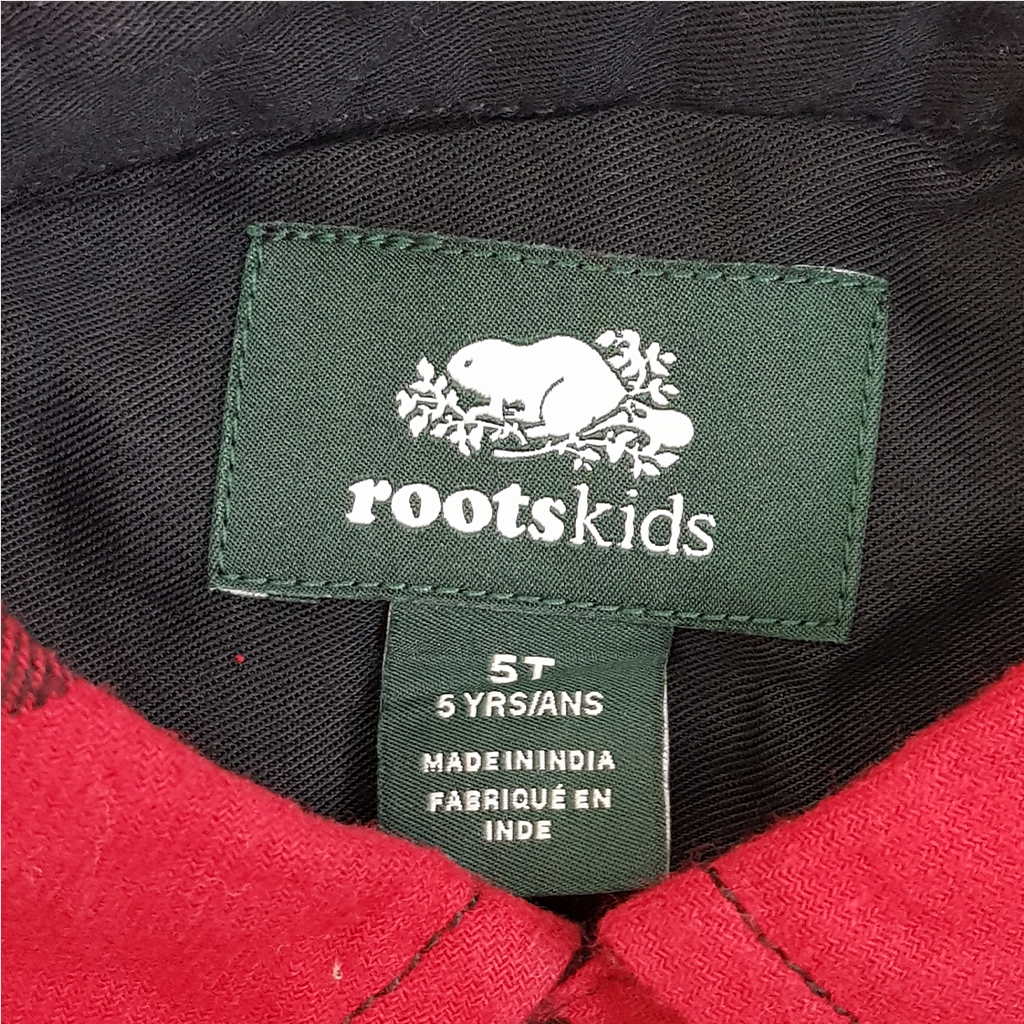 rootskids
5T
5 YRS/ANS
MADE IN INDIA
FABRIQUÉ EN
INDE